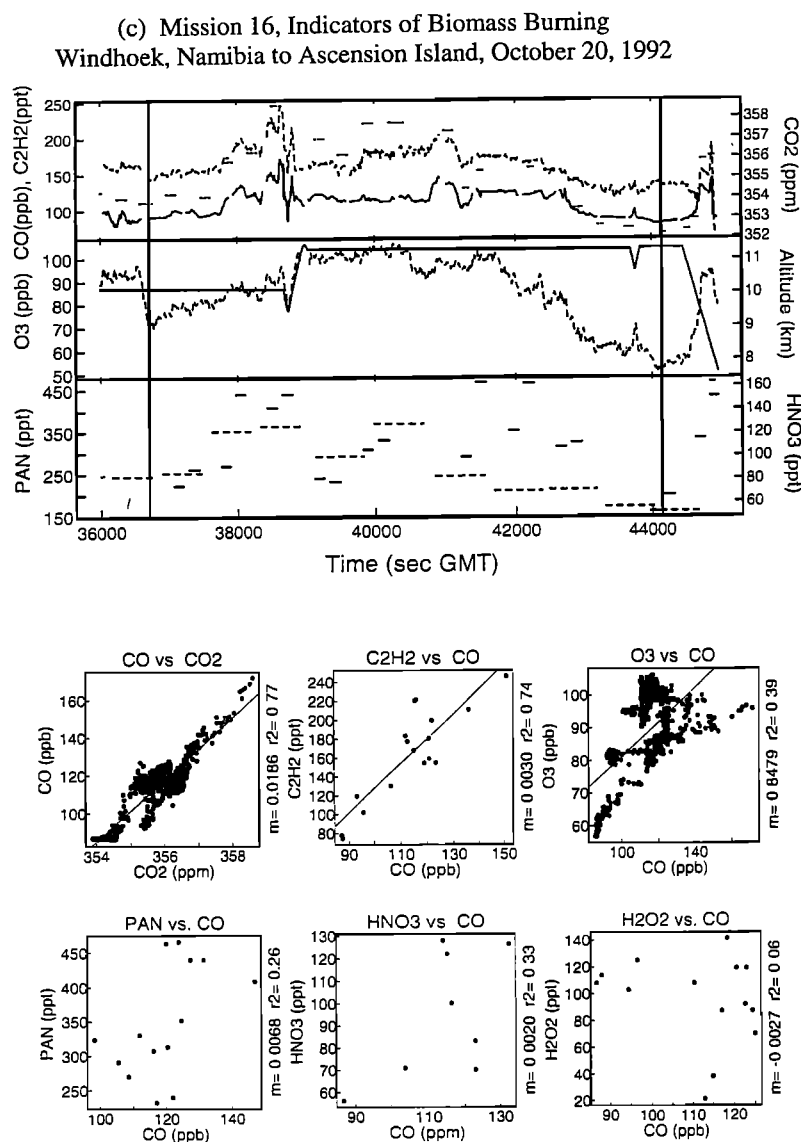 (c) Mission 16, Indicators of Biomass Burning
Windhoek, Namibia to Ascension Island, October 20, 1992
CO(ppb), C2H2(ppt)
250
200
150
100
CO2 (ppm)
358
357
356
355
354
353
352
O3 (ppb)
100
90
80
70
60
50
Altitude (km)
11
10
9
8
PAN (ppt)
450
350
250
150
HNO3 (ppt)
160
120
100
80
60
36000 38000 40000 42000 44000
Time (sec GMT)
CO vs CO2
CO (ppb)
160
140
120
100
354 356 358
CO2 (ppm)
m= 0.0186 r2= 0 77
C2H2 vs CO
C2H2 (ppt)
240
220
200
180
160
140
120
100
80
90 110 130 150
CO (ppb)
m= 0 0030 r2= 0 74
O3 vs CO
O3 (ppb)
100
90
80
70
60
100 140
CO (ppb)
m= 0 8479 r2= 0 39
PAN vs. CO
PAN (ppt)
450
400
350
300
250
100 120 140
CO (ppb)
m= 0 0068 r2= 0.26
HNO3 vs CO
HNO3 (ppt)
130
120
110
100
90
80
70
60
90 110 130
CO (ppm)
m= 0 0020 r2= 0 33
H2O2 vs. CO
H2O2 (ppt)
140
120
100
80
60
40
20
90 100 110 120
CO (ppb)
m= -0 0027 r2= 0 06